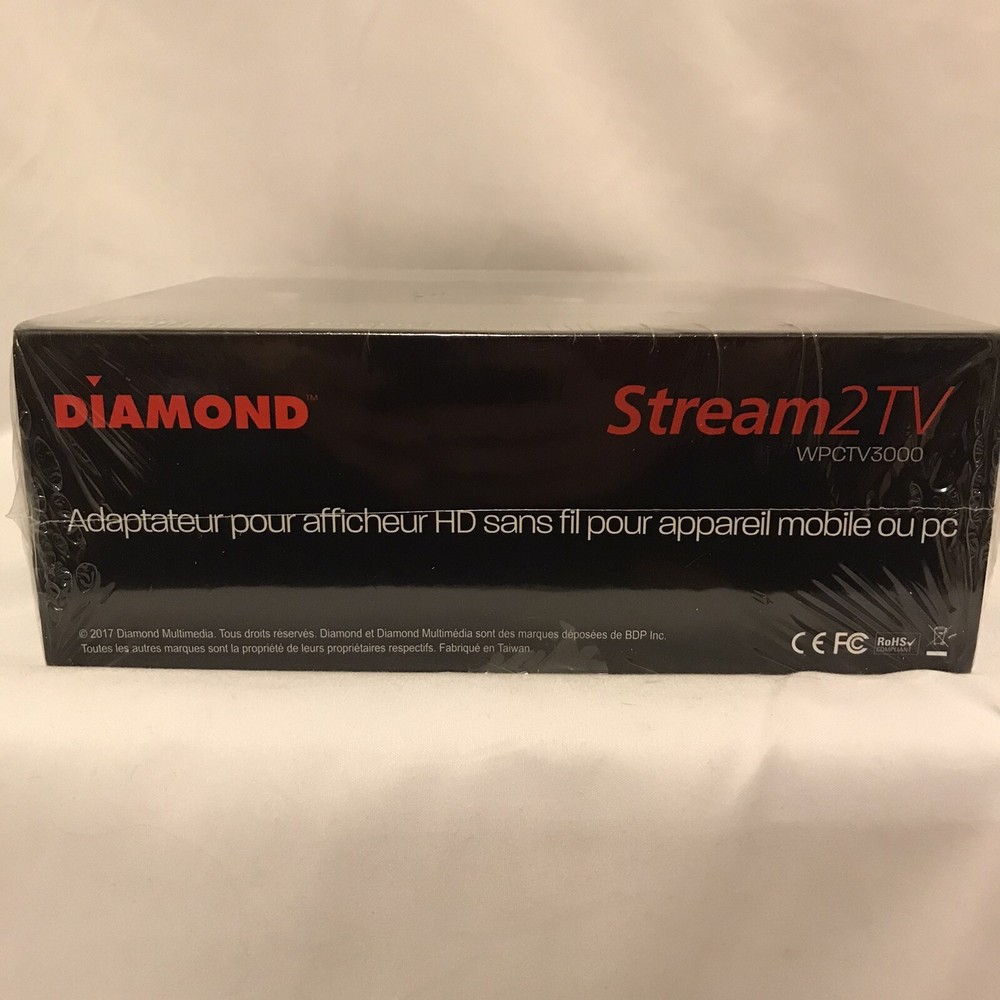 DIAMOND™
Stream2TV
WPCTV3000
Adaptateur pour afficheur HD sans fil pour appareil mobile ou pc
© 2017 Diamond Multimedia. Tous droits réservés. Diamond et Diamond Multimédia sont des marques déposées de BDP Inc.
Toutes les autres marques sont la propriété de leurs propriétaires respectifs. Fabriqué en Taiwan.
CE FC RoHS✓
COMPLIANT